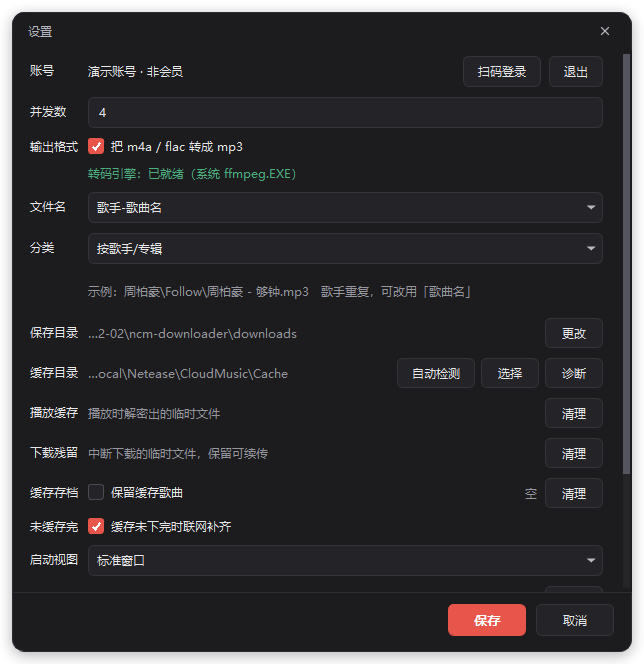 设置
账号 演示账号 · 非会员 扫码登录 退出
并发数 4
输出格式 把 m4a / flac 转成 mp3
转码引擎：已就绪（系统 ffmpeg.EXE）
文件名 歌手-歌曲名
分类 按歌手/专辑
示例：周柏豪\Follow\周柏豪 - 够钟.mp3 歌手重复，可改用「歌曲名」
保存目录 ...2-02\ncm-downloader\downloads 更改
缓存目录 ...ocal\Netease\CloudMusic\Cache 自动检测 选择 诊断
播放缓存 播放时解密出的临时文件 清理
下载残留 中断下载的临时文件，保留可续传 清理
缓存存档 保留缓存歌曲 空 清理
未缓存完 缓存未下完时联网补齐
启动视图 标准窗口
保存 取消